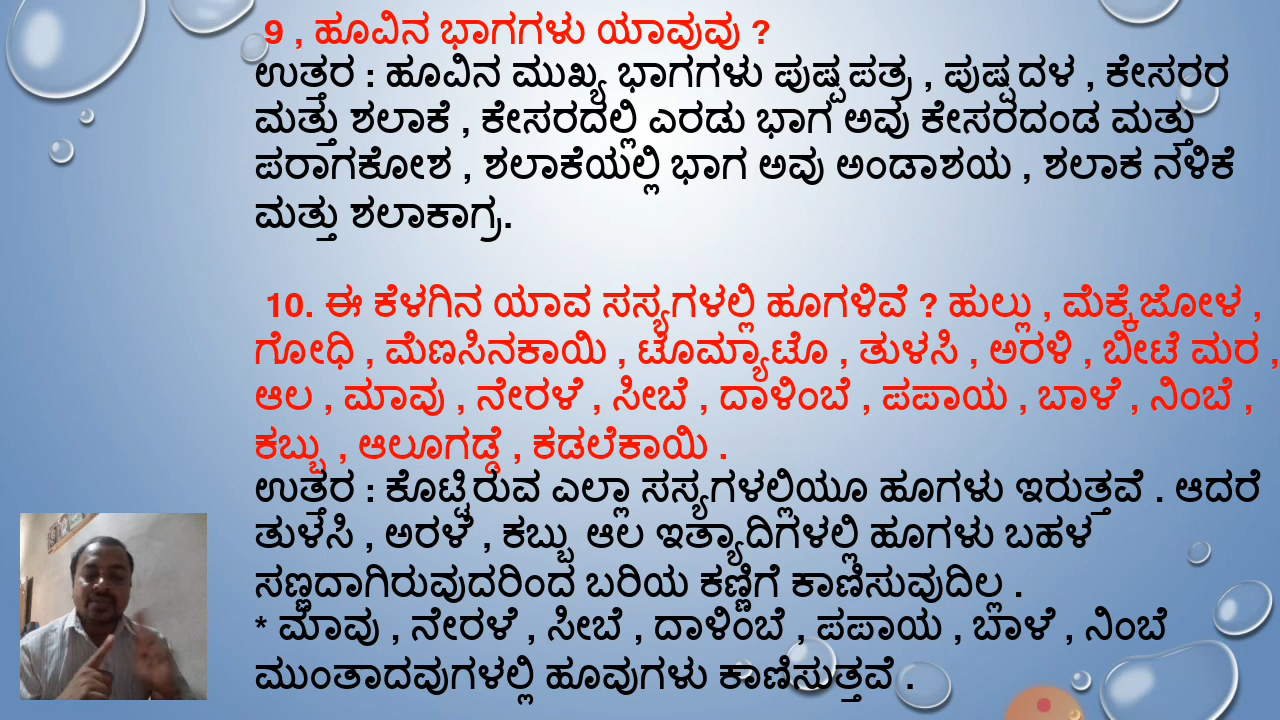 9 , ಹೂವಿನ ಭಾಗಗಳು ಯಾವುವು ?
ಉತ್ತರ : ಹೂವಿನ ಮುಖ್ಯ ಭಾಗಗಳು ಪುಷ್ಪಪತ್ರ , ಪುಷ್ಪದಳ , ಕೇಸರರ
ಮತ್ತು ಶಲಾಕೆ , ಕೇಸರದಲ್ಲಿ ಎರಡು ಭಾಗ ಅವು ಕೇಸರದಂಡ ಮತ್ತು
ಪರಾಗಕೋಶ , ಶಲಾಕೆಯಲ್ಲಿ ಭಾಗ ಅವು ಅಂಡಾಶಯ , ಶಲಾಕ ನಳಿಕೆ
ಮತ್ತು ಶಲಾಕಾಗ್ರ.
10. ಈ ಕೆಳಗಿನ ಯಾವ ಸಸ್ಯಗಳಲ್ಲಿ ಹೂಗಳಿವೆ ? ಹುಲ್ಲು , ಮೆಕ್ಕೆಜೋಳ ,
ಗೋಧಿ , ಮೆಣಸಿನಕಾಯಿ , ಟೊಮ್ಯಾಟೊ , ತುಳಸಿ , ಅರಳಿ , ಬೀಟೆ ಮರ ,
ಆಲ , ಮಾವು , ನೇರಳೆ , ಸೀಬೆ , ದಾಳಿಂಬೆ , ಪಪಾಯ , ಬಾಳೆ , ನಿಂಬೆ ,
ಕಬ್ಬು , ಆಲೂಗಡ್ಡೆ , ಕಡಲೆಕಾಯಿ .
ಉತ್ತರ : ಕೊಟ್ಟಿರುವ ಎಲ್ಲಾ ಸಸ್ಯಗಳಲ್ಲಿಯೂ ಹೂಗಳು ಇರುತ್ತವೆ . ಆದರೆ
ತುಳಸಿ , ಅರಳೆ , ಕಬ್ಬು ಆಲ ಇತ್ಯಾದಿಗಳಲ್ಲಿ ಹೂಗಳು ಬಹಳ
ಸಣ್ಣದಾಗಿರುವುದರಿಂದ ಬರಿಯ ಕಣ್ಣಿಗೆ ಕಾಣಿಸುವುದಿಲ್ಲ .
* ಮಾವು , ನೇರಳೆ , ಸೀಬೆ , ದಾಳಿಂಬೆ , ಪಪಾಯ , ಬಾಳೆ , ನಿಂಬೆ
ಮುಂತಾದವುಗಳಲ್ಲಿ ಹೂವುಗಳು ಕಾಣಿಸುತ್ತವೆ .